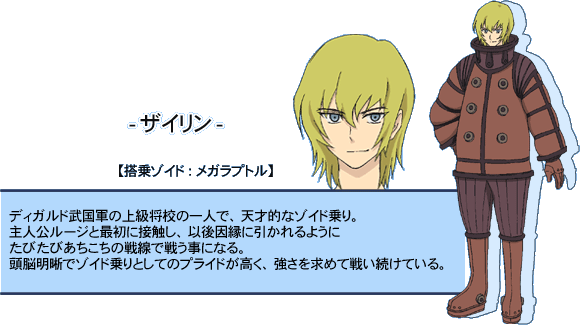 - ザイリン -
【搭乗ゾイド：メガラプトル】
ディガルド武国軍の上級将校の一人で、天才的なゾイド乗り。
主人公ルージと最初に接触し、以後因縁に引かれるように
たびたびあちこちの戦線で戦う事になる。
頭脳明晰でゾイド乗りとしてのプライドが高く、強さを求めて戦い続けている。